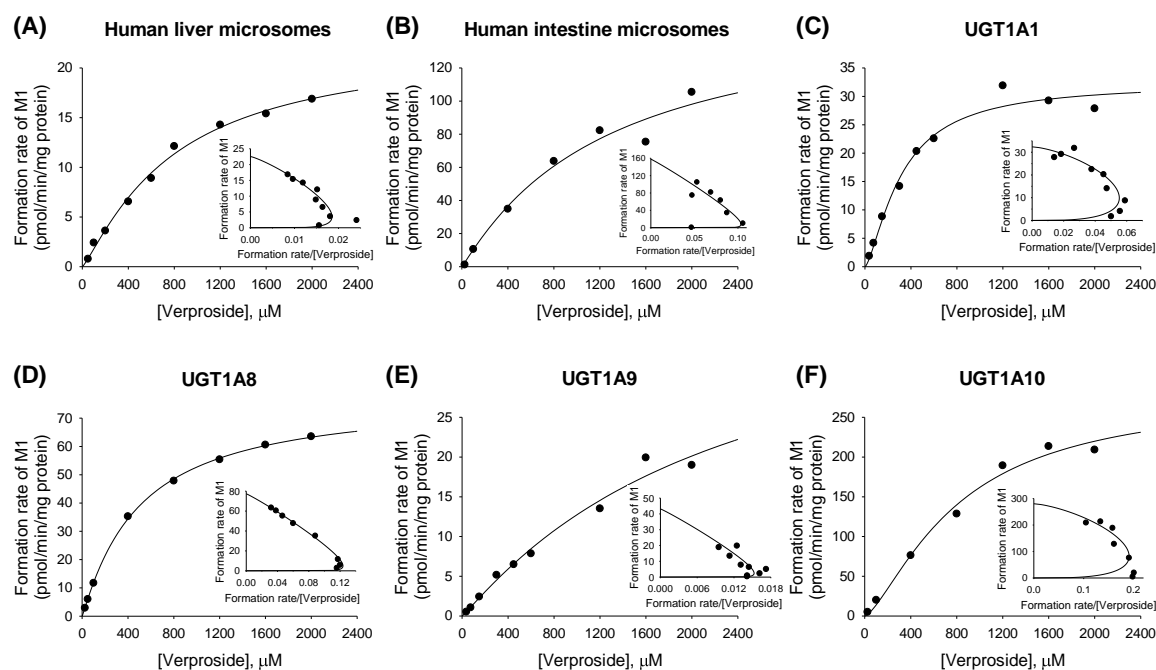 (A) Human liver microsomes
Formation rate of M1
(pmol/min/mg protein)
20
15
10
5
0
0 400 800 1200 1600 2000 2400
[Verproside], μM
Formation rate of M1
25
20
15
10
5
0
0.00 0.01 0.02
Formation rate/[Verproside]
(B) Human intestine microsomes
Formation rate of M1
(pmol/min/mg protein)
120
100
80
60
40
20
0
0 400 800 1200 1600 2000 2400
[Verproside], μM
Formation rate of M1
160
120
80
40
0
0.00 0.05 0.10
Formation rate/[Verproside]
(C) UGT1A1
Formation rate of M1
(pmol/min/mg protein)
35
30
25
20
15
10
5
0
0 400 800 1200 1600 2000 2400
[Verproside], μM
Formation rate of M1
30
20
10
0
0.00 0.02 0.04 0.06
Formation rate/[Verproside]
(D) UGT1A8
Formation rate of M1
(pmol/min/mg protein)
70
60
50
40
30
20
10
0
0 400 800 1200 1600 2000 2400
[Verproside], μM
Formation rate of M1
80
60
40
20
0
0.00 0.04 0.08 0.12
Formation rate/[Verproside]
(E) UGT1A9
Formation rate of M1
(pmol/min/mg protein)
25
20
15
10
5
0
0 400 800 1200 1600 2000 2400
[Verproside], μM
Formation rate of M1
50
40
30
20
10
0
0.000 0.006 0.012 0.018
Formation rate/[Verproside]
(F) UGT1A10
Formation rate of M1
(pmol/min/mg protein)
250
200
150
100
50
0
0 400 800 1200 1600 2000 2400
[Verproside], μM
Formation rate of M1
300
200
100
0
0.0 0.1 0.2
Formation rate/[Verproside]